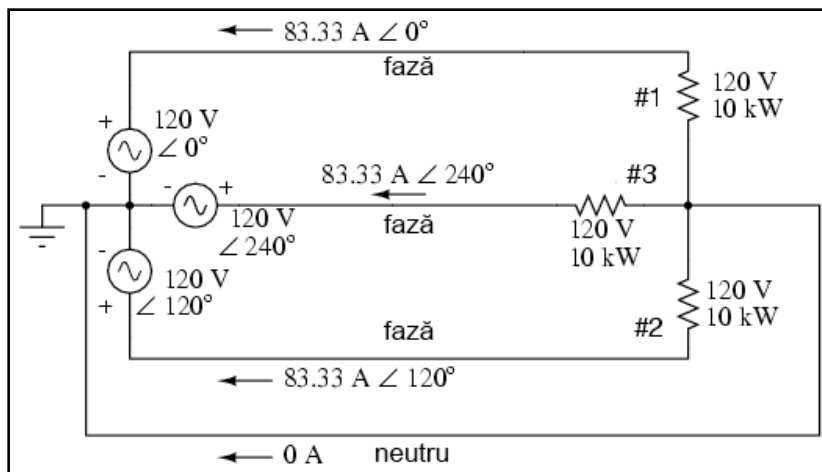 83.33 A ∠ 0°
fază
120 V
10 kW
#1
+
120 V
∠ 0°
-
83.33 A ∠ 240°
#3
- +
120 V
∠ 240°
fază
120 V
10 kW
-
120 V
+ ∠ 120°
120 V
10 kW
#2
fază
83.33 A ∠ 120°
0 A neutru